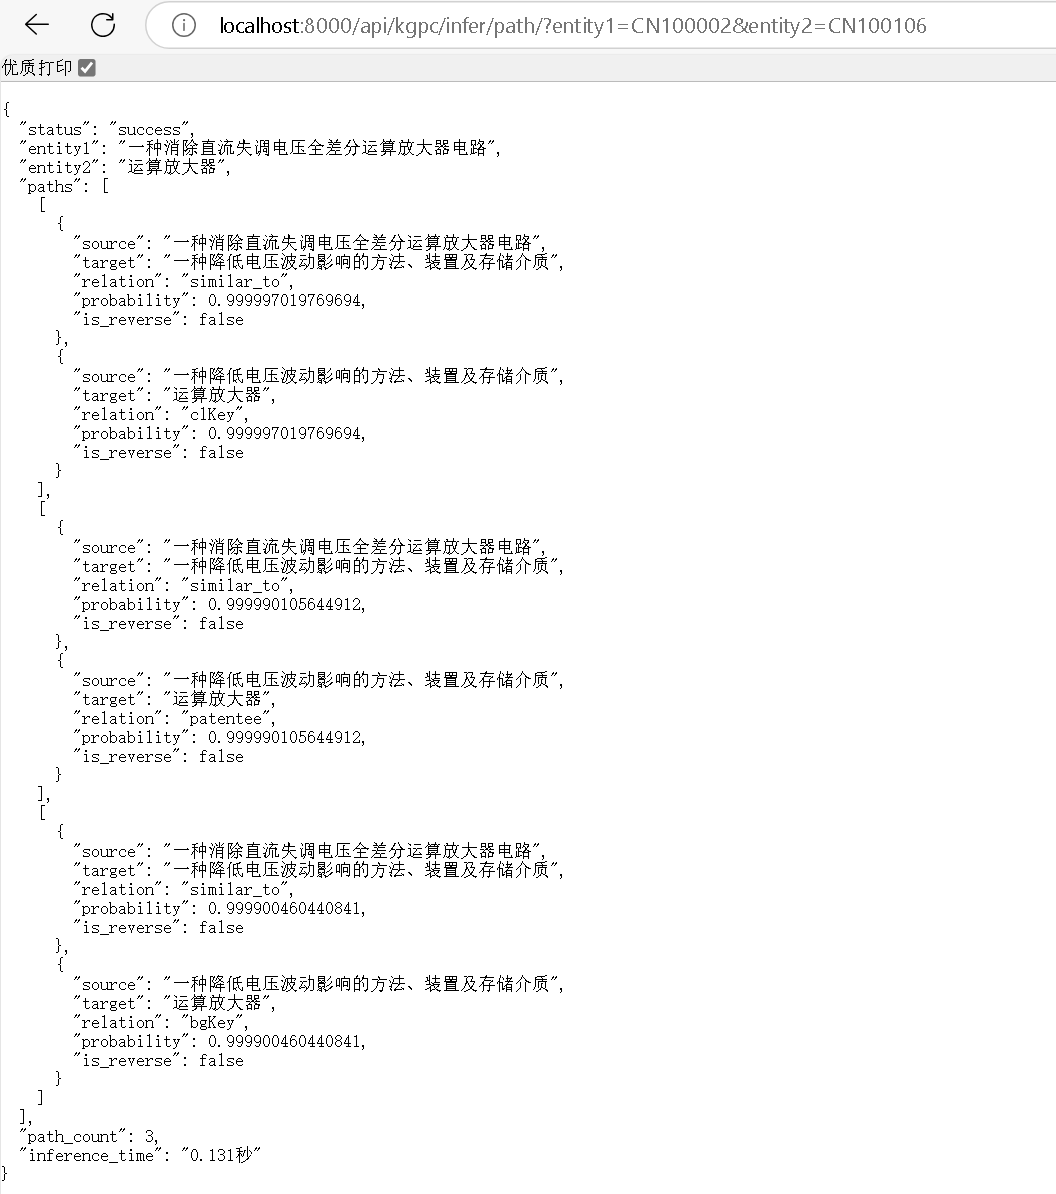 localhost:8000/api/kgpc/infer/path/?entity1=CN100002&entity2=CN100106
优质打印
{
"status": "success",
"entity1": "一种消除直流失调电压全差分运算放大器电路",
"entity2": "运算放大器",
"paths": [
[
{
"source": "一种消除直流失调电压全差分运算放大器电路",
"target": "一种降低电压波动影响的方法、装置及存储介质",
"relation": "similar_to",
"probability": 0.999997019769694,
"is_reverse": false
},
{
"source": "一种降低电压波动影响的方法、装置及存储介质",
"target": "运算放大器",
"relation": "clKey",
"probability": 0.999997019769694,
"is_reverse": false
}
],
[
{
"source": "一种消除直流失调电压全差分运算放大器电路",
"target": "一种降低电压波动影响的方法、装置及存储介质",
"relation": "similar_to",
"probability": 0.999990105644912,
"is_reverse": false
},
{
"source": "一种降低电压波动影响的方法、装置及存储介质",
"target": "运算放大器",
"relation": "patentee",
"probability": 0.999990105644912,
"is_reverse": false
}
],
[
{
"source": "一种消除直流失调电压全差分运算放大器电路",
"target": "一种降低电压波动影响的方法、装置及存储介质",
"relation": "similar_to",
"probability": 0.999900460440841,
"is_reverse": false
},
{
"source": "一种降低电压波动影响的方法、装置及存储介质",
"target": "运算放大器",
"relation": "bgKey",
"probability": 0.999900460440841,
"is_reverse": false
}
]
],
"path_count": 3,
"inference_time": "0.131秒"
}